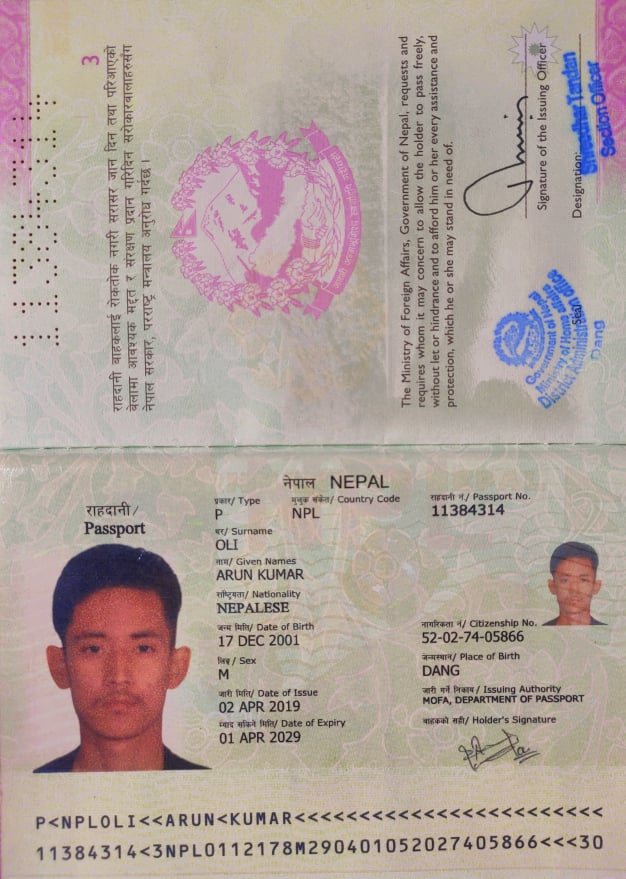 3
राहदानी बाहकलाई रोकतोक नगरी सरासर जान दिन तथा परिआएको
बेलामा आवश्यक मद्दत र संरक्षण प्रदान गरिदिन सरोकारवालाहरुसँग
नेपाल सरकार, परराष्ट्र मन्त्रालय अनुरोध गर्दछ ।
The Ministry of Foreign Affairs, Government of Nepal, requests and
requires whom it may concern to allow the holder to pass freely,
without let or hindrance and to afford him or her every assistance and
protection, which he or she may stand in need of.
Signature of the Issuing Officer
Designation:
Section Officer
Seal
Government of Nepal
Ministry of Home affairs
District Administration Office
Dang
नेपाल NEPAL
राहदानी/
Passport
प्रकार/ Type
P
मुलुक संकेत/ Country Code
NPL
राहदानी नं./ Passport No.
11384314
थर/ Surname
OLI
नाम/ Given Names
ARUN KUMAR
राष्ट्रियता/ Nationality
NEPALESE
जन्म मिति/ Date of Birth
17 DEC 2001
नागरिकता नं/ Citizenship No.
52-02-74-05866
लिङ्ग/ Sex
M
जन्मस्थान/ Place of Birth
DANG
जारी मिति/ Date of Issue
02 APR 2019
जारी गर्ने निकाय/ Issuing Authority
MOFA, DEPARTMENT OF PASSPORT
म्याद सकिने मिति/ Date of Expiry
01 APR 2029
बाहकको सही/ Holder's Signature
P<NPLOLI<<ARUN<KUMAR<<<<<<<<<<<<<<<<<<<<<<<<
11384314<3NPL0112178M290401052027405866<<<30